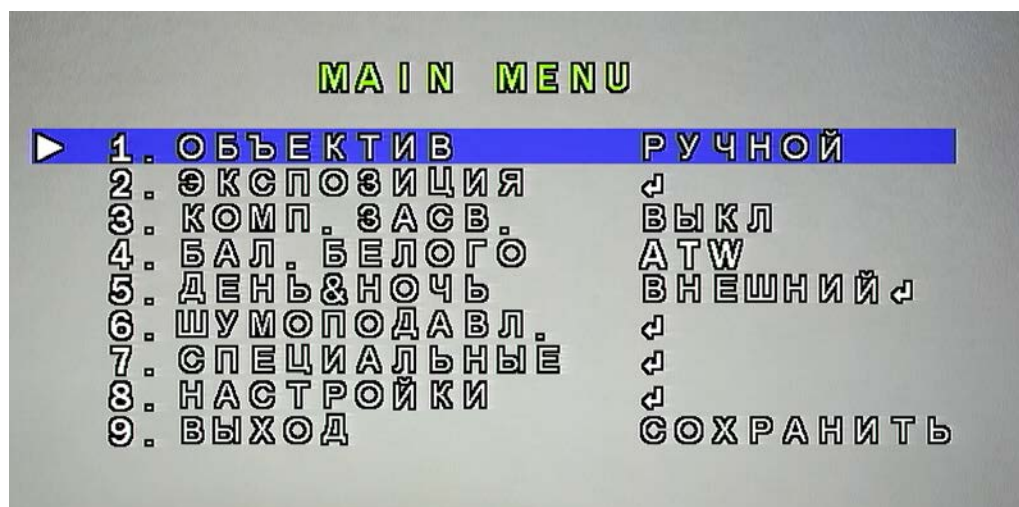 MAIN MENU
1. ОБЪЕКТИВ РУЧНОЙ
2. ЭКСПОЗИЦИЯ ↲
3. КОМП. ЗАСВ. ВЫКЛ
4. БАЛ. БЕЛОГО ATW
5. ДЕНЬ&НОЧЬ ВНЕШНИЙ↲
6. ШУМОПОДАВЛ. ↲
7. СПЕЦИАЛЬНЫЕ ↲
8. НАСТРОЙКИ ↲
9. ВЫХОД СОХРАНИТЬ